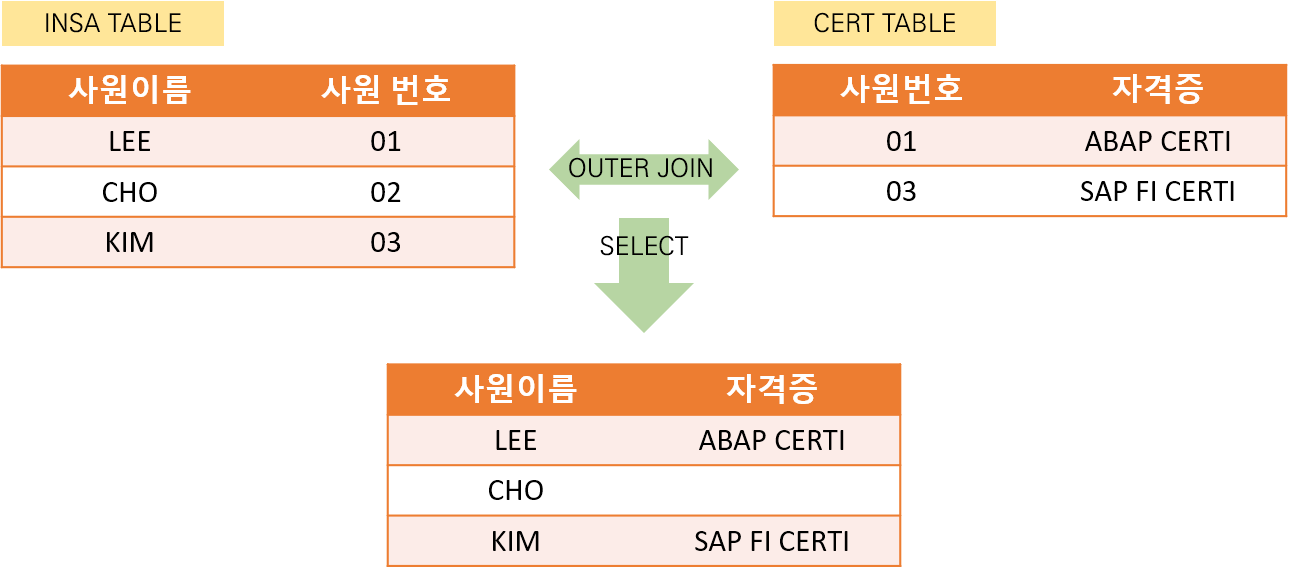 INSA TABLE
CERT TABLE
사원이름 사원 번호
LEE 01
CHO 02
KIM 03
사원번호 자격증
01 ABAP CERTI
03 SAP FI CERTI
OUTER JOIN
SELECT
사원이름 자격증
LEE ABAP CERTI
CHO
KIM SAP FI CERTI